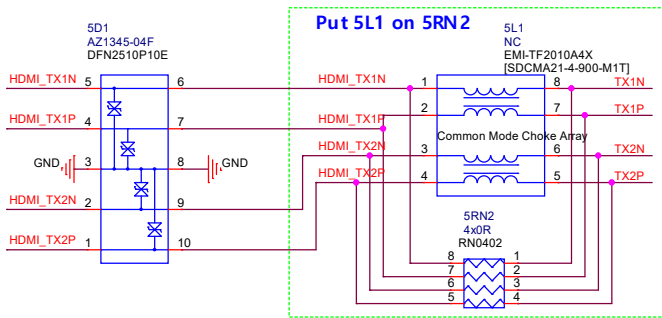 Put 5L1 on 5RN2
5D1
AZ1345-04F
DFN2510P10E
5L1
NC
EMI-TF2010A4X
[SDCMA21-4-900-M1T]
HDMI_TX1N 5 6 HDMI_TX1N 1 8 TX1N
HDMI_TX1P 4 7 HDMI_TX1P 2 7 TX1P
Common Mode Choke Array
GND 3 8 GND HDMI_TX2N 3 6 TX2N
HDMI_TX2P 4 5 TX2P
HDMI_TX2N 2 9
HDMI_TX2P 1 10
5RN2
4x0R
RN0402
8 1
7 2
6 3
5 4